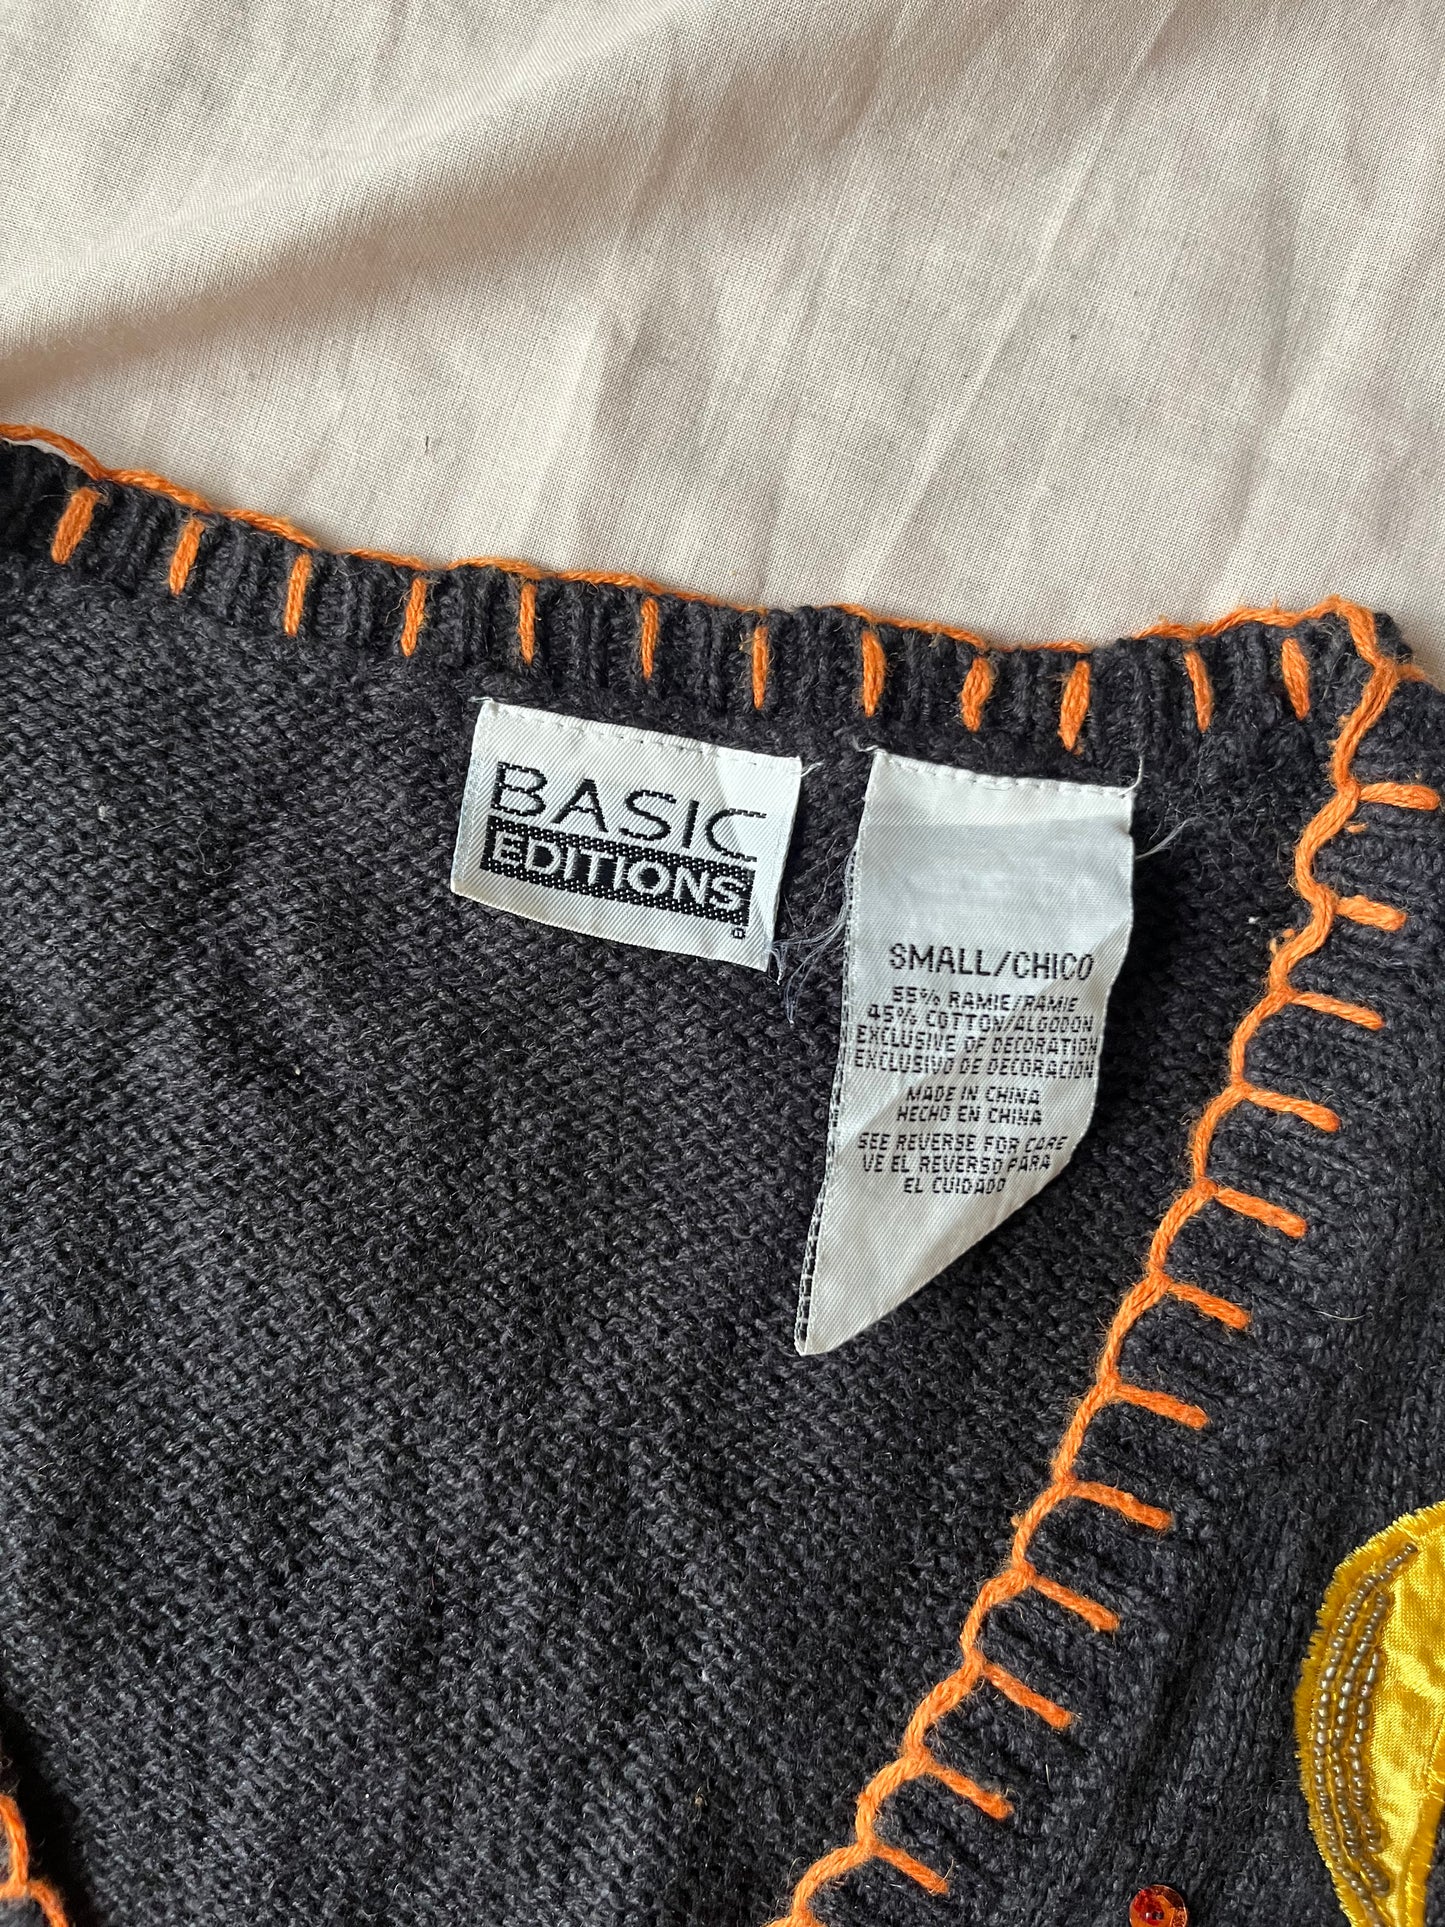 BASIC
EDITIONS
®
SMALL/CHICO
55% RAMIE/RAMIE
45% COTTON/ALGODON
EXCLUSIVE OF DECORATION
EXCLUSIVO DE DECORACION
MADE IN CHINA
HECHO EN CHINA
SEE REVERSE FOR CARE
VE EL REVERSO PARA
EL CUIDADO